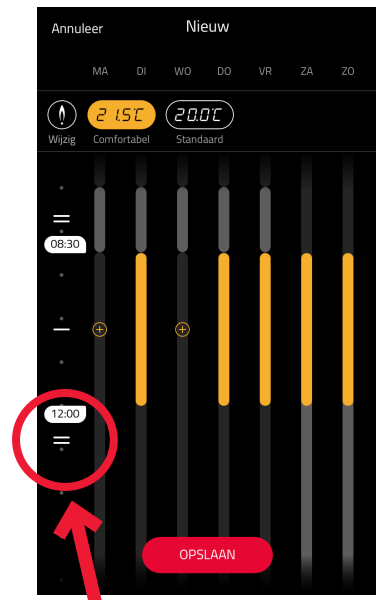 Annuleer Nieuw
MA DI WO DO VR ZA ZO
21.5°C 20.0°C
Wijzig Comfortabel Standaard
08:30
12:00
OPSLAAN